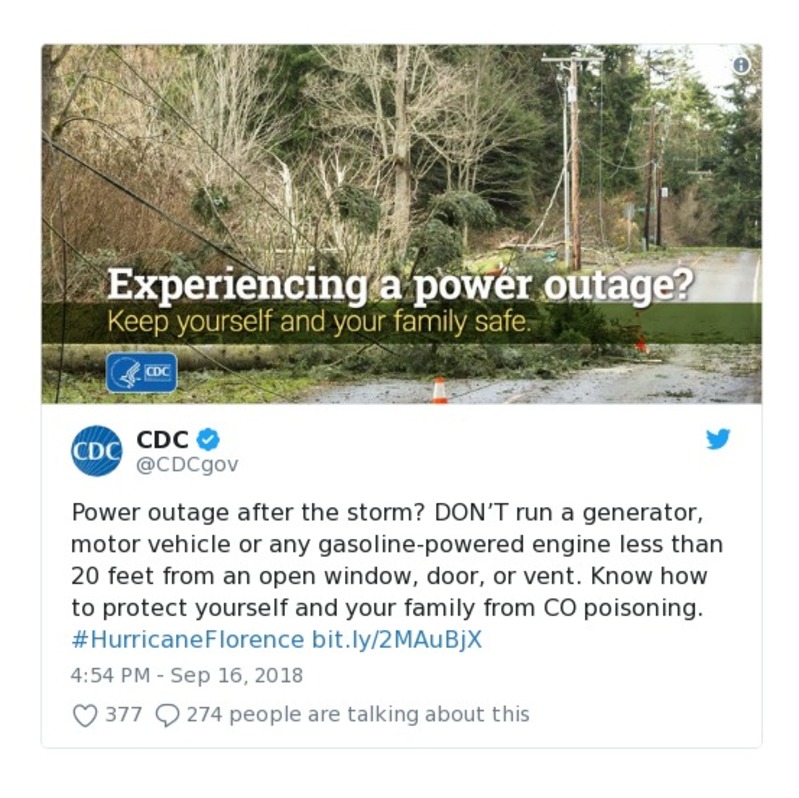 Experiencing a power outage?
Keep yourself and your family safe.
CDC
CDC
CDC
@CDCgov
Power outage after the storm? DON’T run a generator,
motor vehicle or any gasoline-powered engine less than
20 feet from an open window, door, or vent. Know how
to protect yourself and your family from CO poisoning.
#HurricaneFlorence bit.ly/2MAuBjX
4:54 PM - Sep 16, 2018
377 274 people are talking about this